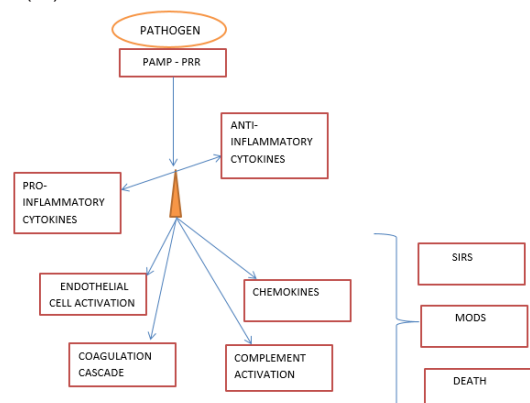 PATHOGEN
PAMP - PRR
ANTI-
INFLAMMATORY
CYTOKINES
PRO-
INFLAMMATORY
CYTOKINES
ENDOTHELIAL
CELL ACTIVATION
CHEMOKINES
COAGULATION
CASCADE
COMPLEMENT
ACTIVATION
SIRS
MODS
DEATH